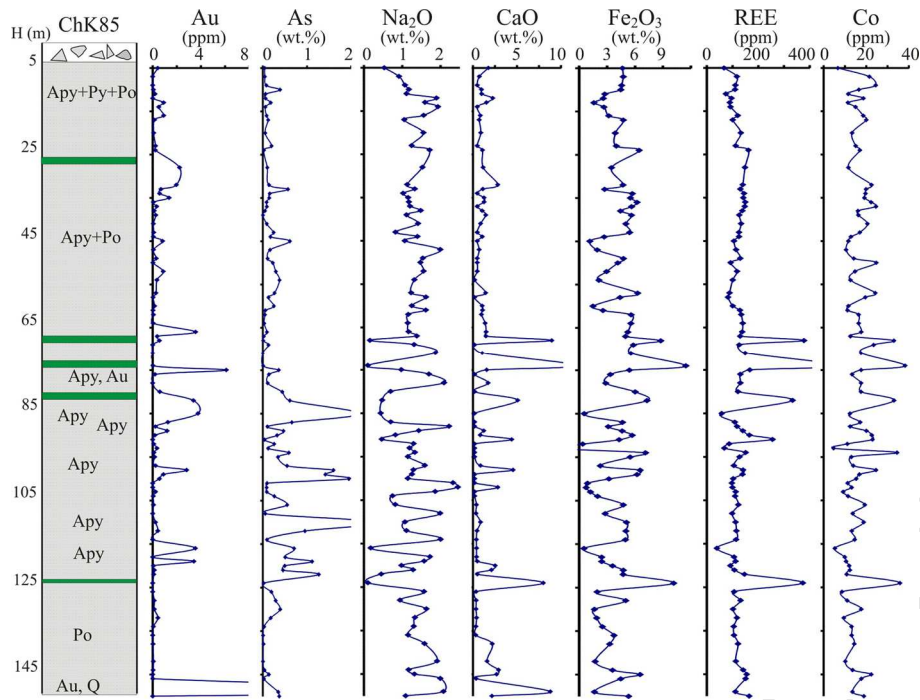 ChK85
H (m)
Au
(ppm)
As
(wt.%)
Na₂O
(wt.%)
CaO
(wt.%)
Fe₂O₃
(wt.%)
REE
(ppm)
Co
(ppm)
0 4 8
0 1 2
0 1 2
0 5 10
0 3 6 9
0 200 400
0 20 40
5
Apy+Py+Po
25
Apy+Po
45
65
Apy, Au
85
Apy
Apy
Apy
105
Apy
Apy
125
Po
145
Au, Q